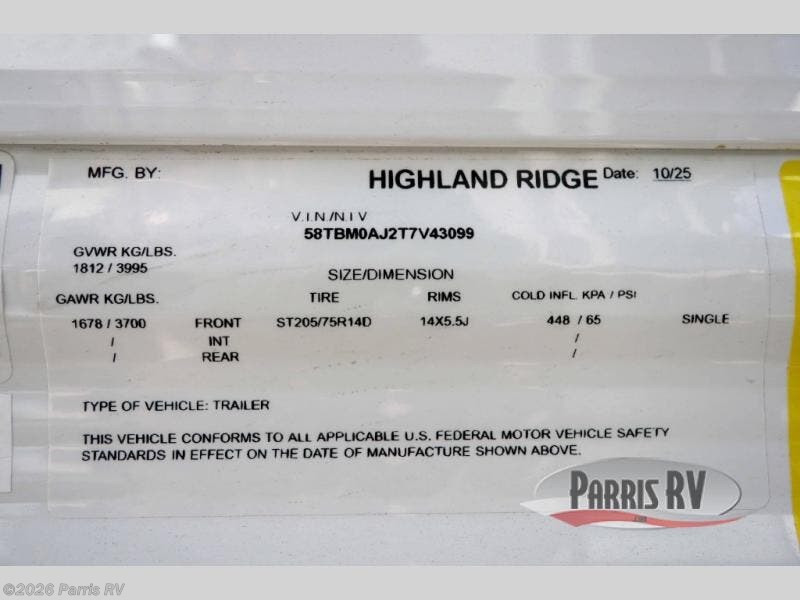 MFG. BY: HIGHLAND RIDGE Date: 10/25
V.I.N./N.I.V
58TBM0AJ2T7V43099
GVWR KG/LBS.
1812 / 3995
SIZE/DIMENSION
GAWR KG/LBS. TIRE RIMS COLD INFL. KPA / PSI
1678 / 3700 FRONT ST205/75R14D 14X5.5J 448 / 65 SINGLE
/ INT /
/ REAR /
TYPE OF VEHICLE: TRAILER
THIS VEHICLE CONFORMS TO ALL APPLICABLE U.S. FEDERAL MOTOR VEHICLE SAFETY
STANDARDS IN EFFECT ON THE DATE OF MANUFACTURE SHOWN ABOVE.
PARRIS RV
©2026 Parris RV